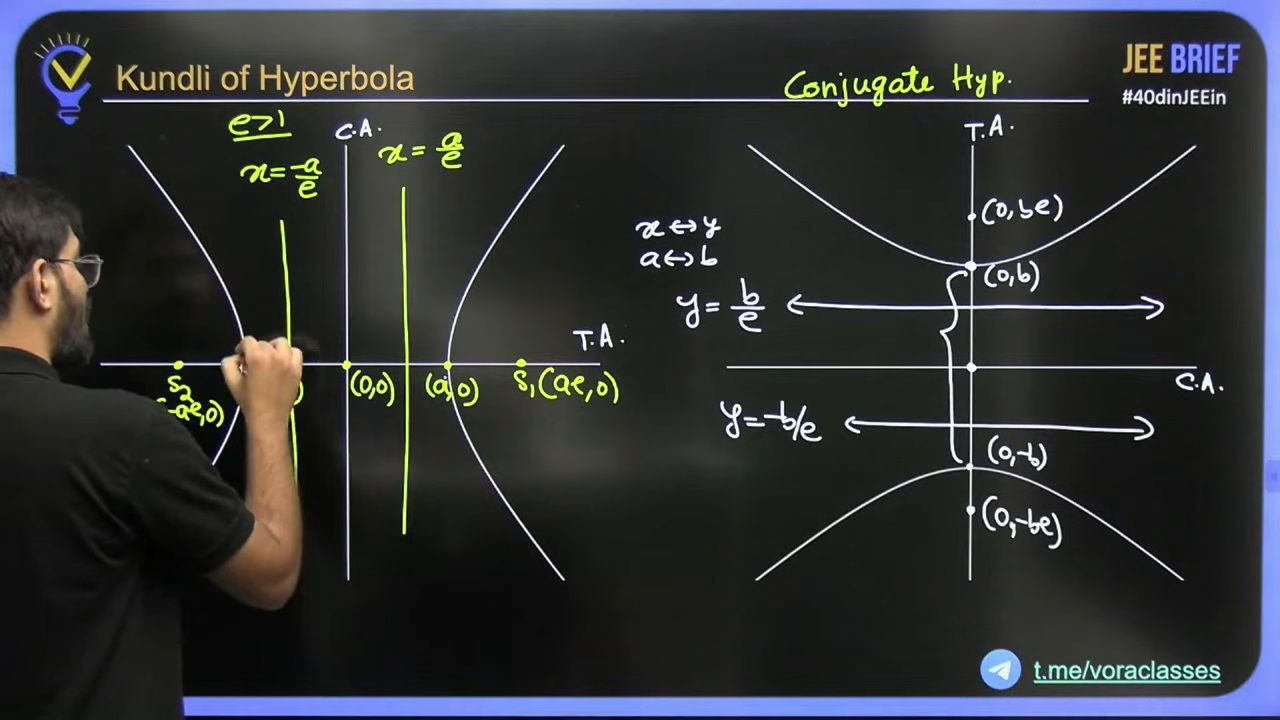 Kundli of Hyperbola
Conjugate Hyp.
JEE BRIEF
#40dinJEEin
e>1
C.A.
x = -a/e
x = a/e
T.A.
S₂
(-ae,0)
(0,0)
(a,0)
S₁(ae,0)
T.A.
(0,be)
x↔y
a↔b
(0,b)
y = b/e
C.A.
y=-b/e
(0,-b)
(0,-be)
t.me/voraclasses